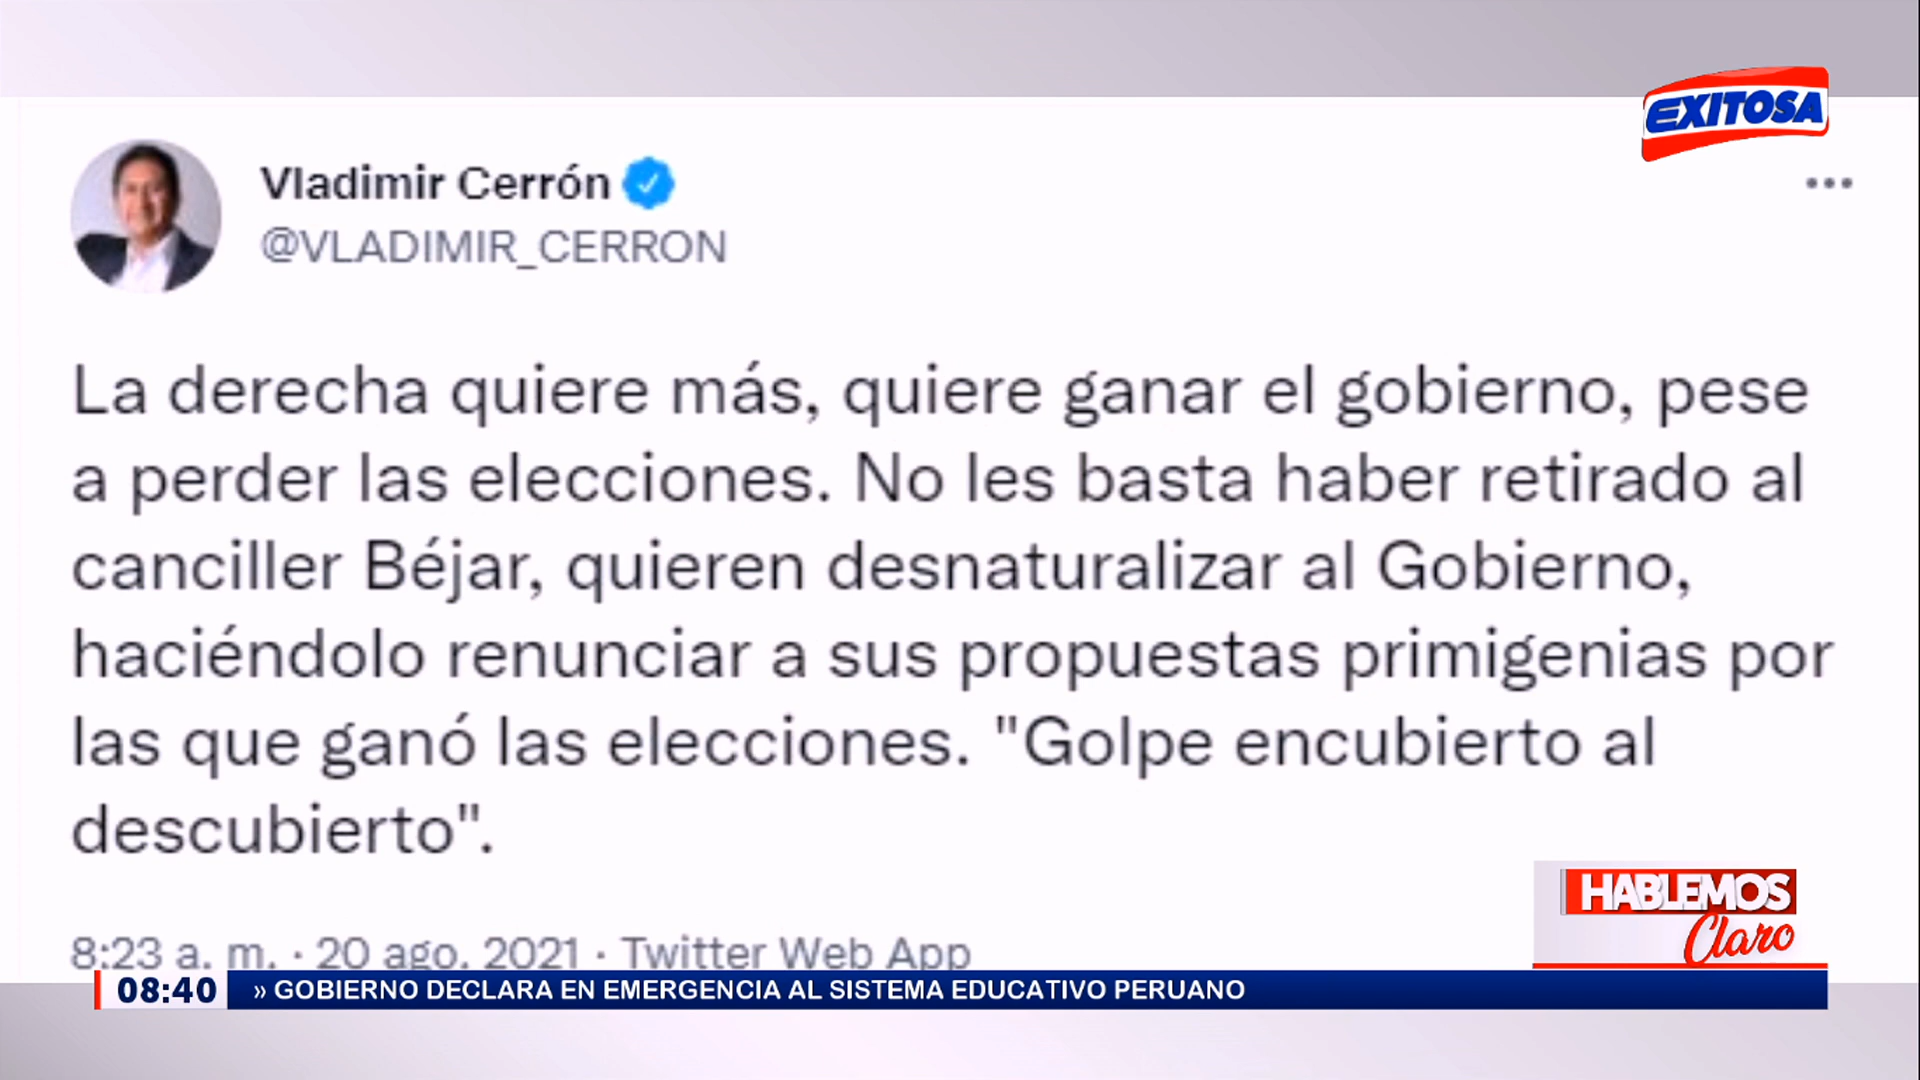 EXITOSA
Vladimir Cerrón
@VLADIMIR_CERRON
La derecha quiere más, quiere ganar el gobierno, pese
a perder las elecciones. No les basta haber retirado al
canciller Béjar, quieren desnaturalizar al Gobierno,
haciéndolo renunciar a sus propuestas primigenias por
las que ganó las elecciones. "Golpe encubierto al
descubierto".
8:23 a. m. · 20 ago. 2021 · Twitter Web App
HABLEMOS
Claro
08:40 » GOBIERNO DECLARA EN EMERGENCIA AL SISTEMA EDUCATIVO PERUANO